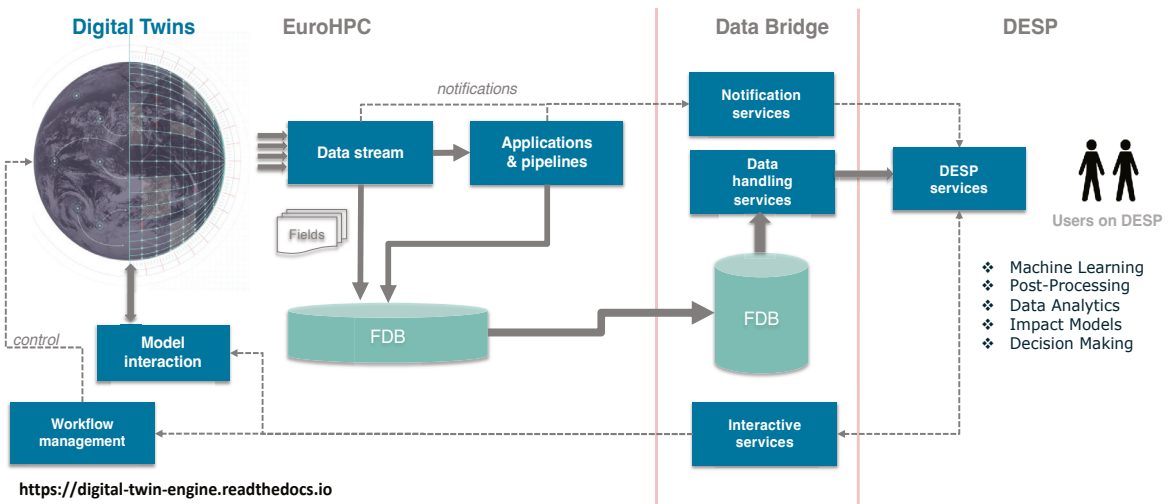 Digital Twins
EuroHPC
Data Bridge
DESP
notifications
Data stream
Applications
& pipelines
Notification
services
Data
handling
services
DESP
services
Users on DESP
Fields
FDB
FDB
❖ Machine Learning
❖ Post-Processing
❖ Data Analytics
❖ Impact Models
❖ Decision Making
control
Model
interaction
Workflow
management
Interactive
services
https://digital-twin-engine.readthedocs.io